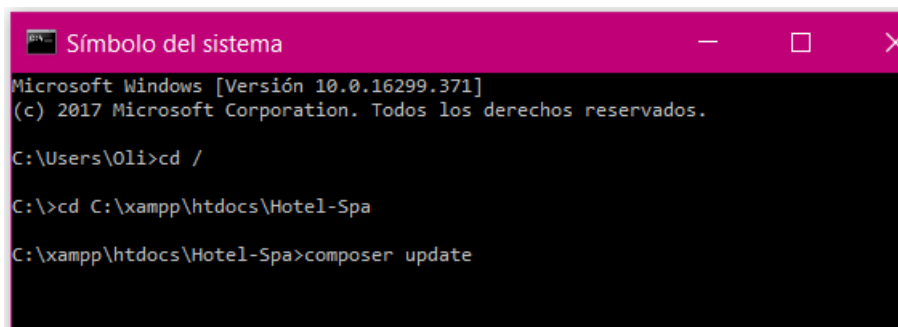 Símbolo del sistema
Microsoft Windows [Versión 10.0.16299.371]
(c) 2017 Microsoft Corporation. Todos los derechos reservados.
C:\Users\Oli>cd /
C:\>cd C:\xampp\htdocs\Hotel-Spa
C:\xampp\htdocs\Hotel-Spa>composer update